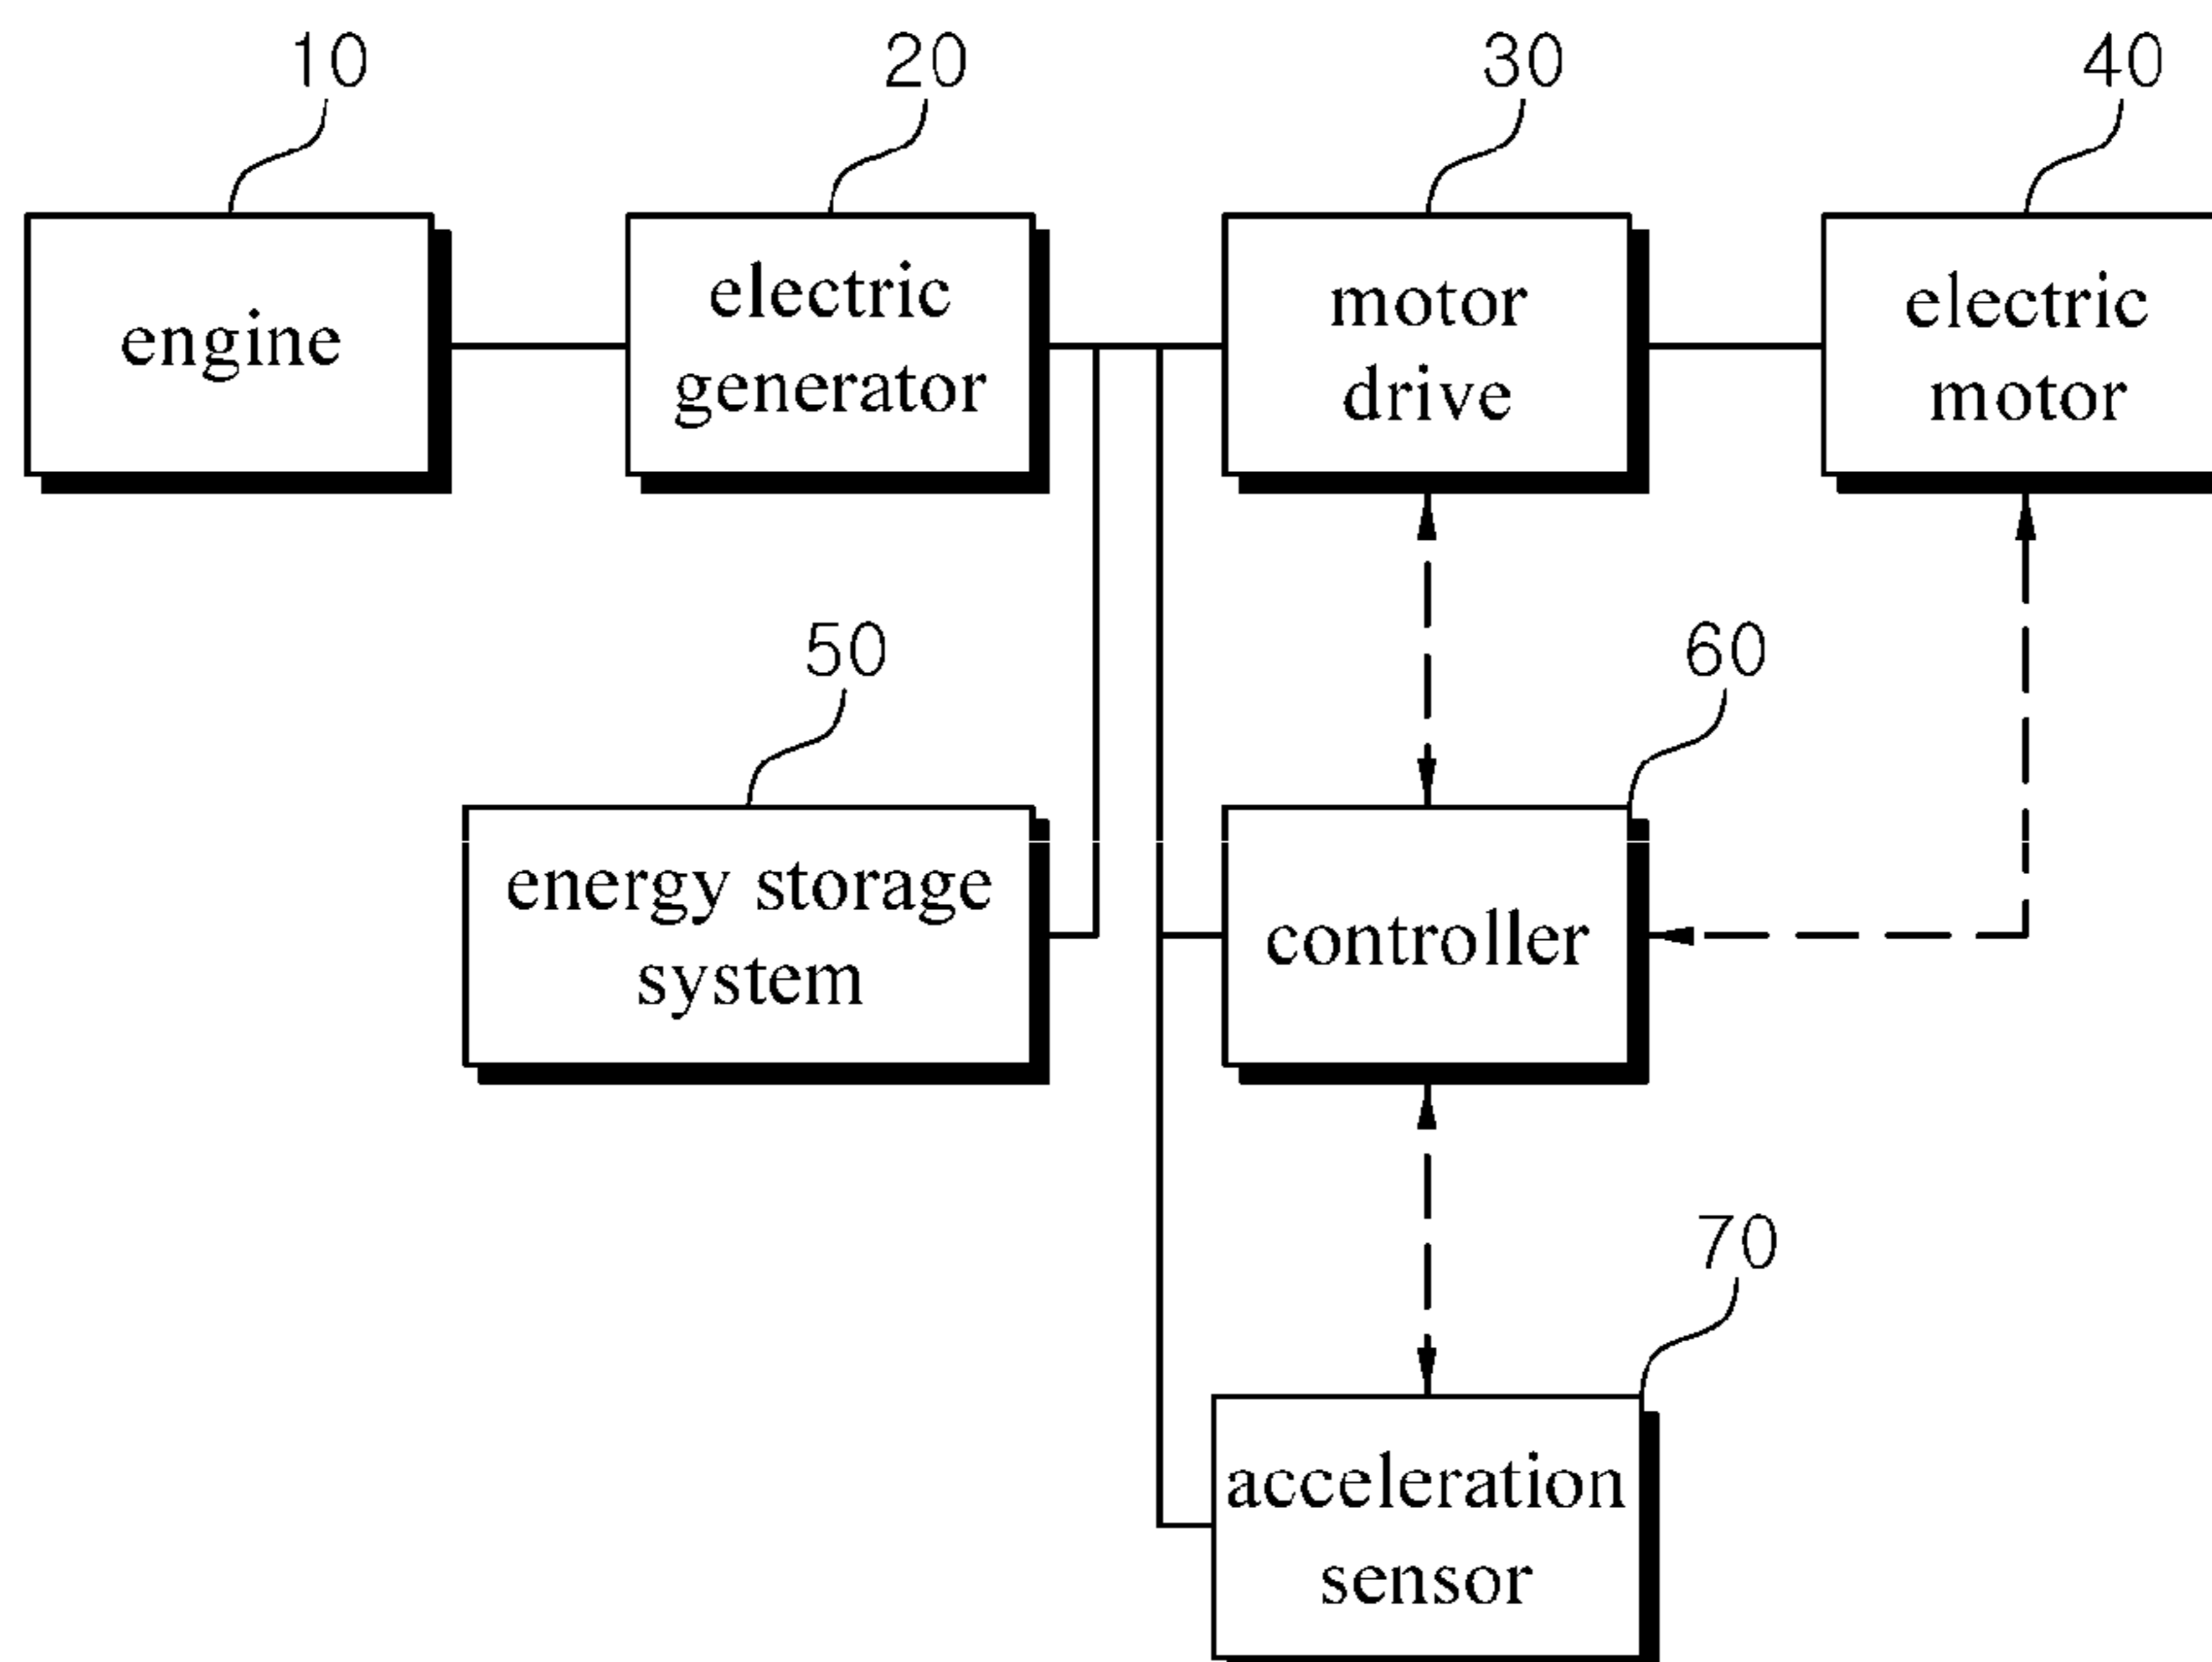 10
20
30
40
engine
electric
generator
motor
drive
electric
motor
50
60
energy storage
system
controller
70
acceleration
sensor